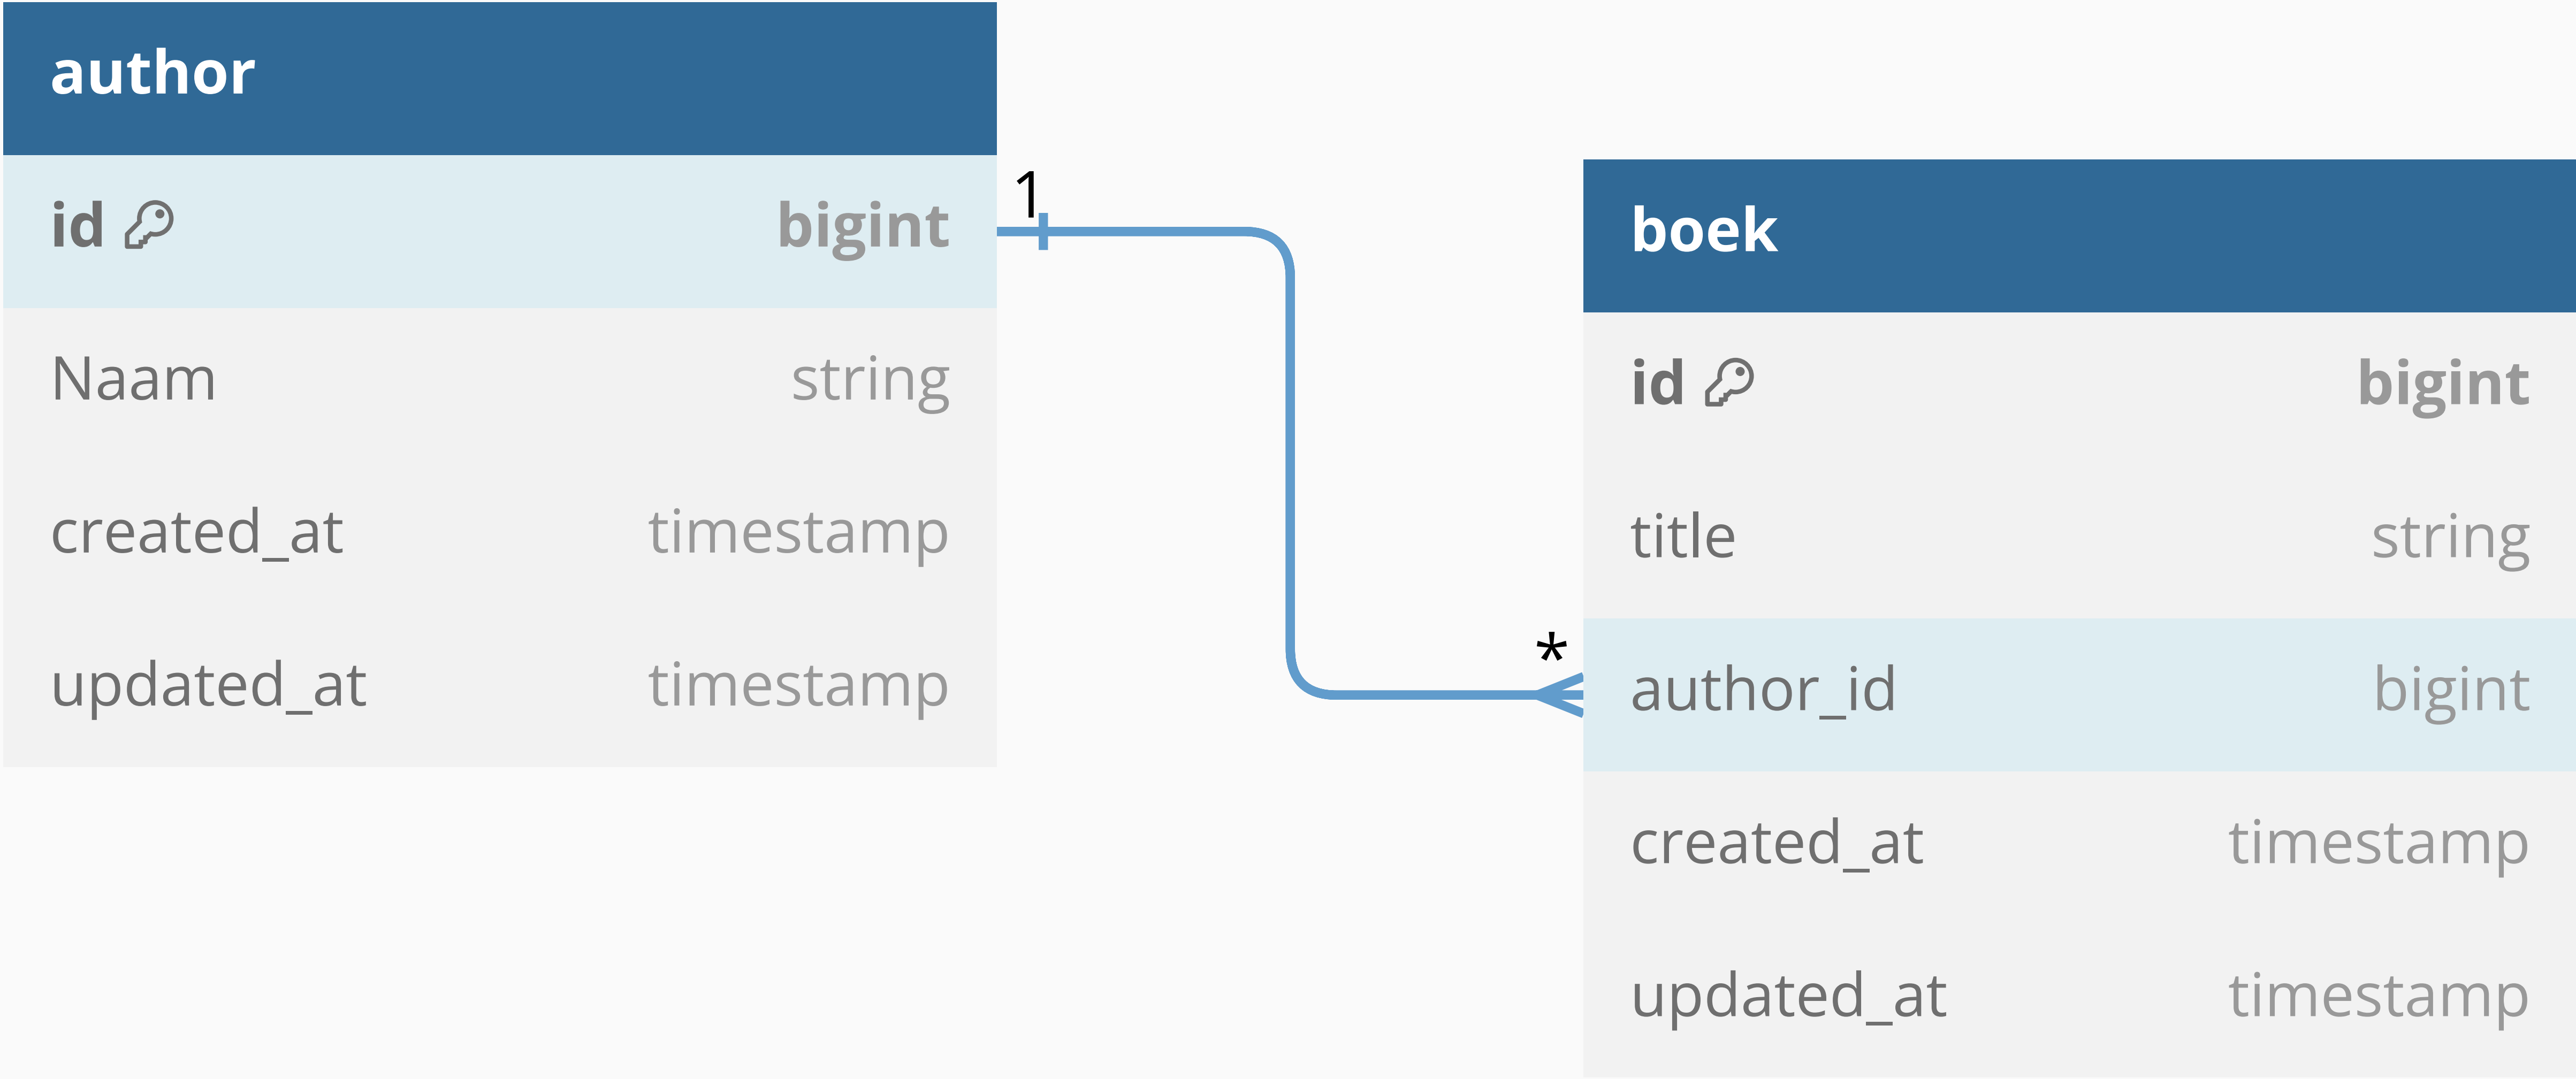 author
id bigint
Naam string
created_at timestamp
updated_at timestamp
1
*
boek
id bigint
title string
author_id bigint
created_at timestamp
updated_at timestamp